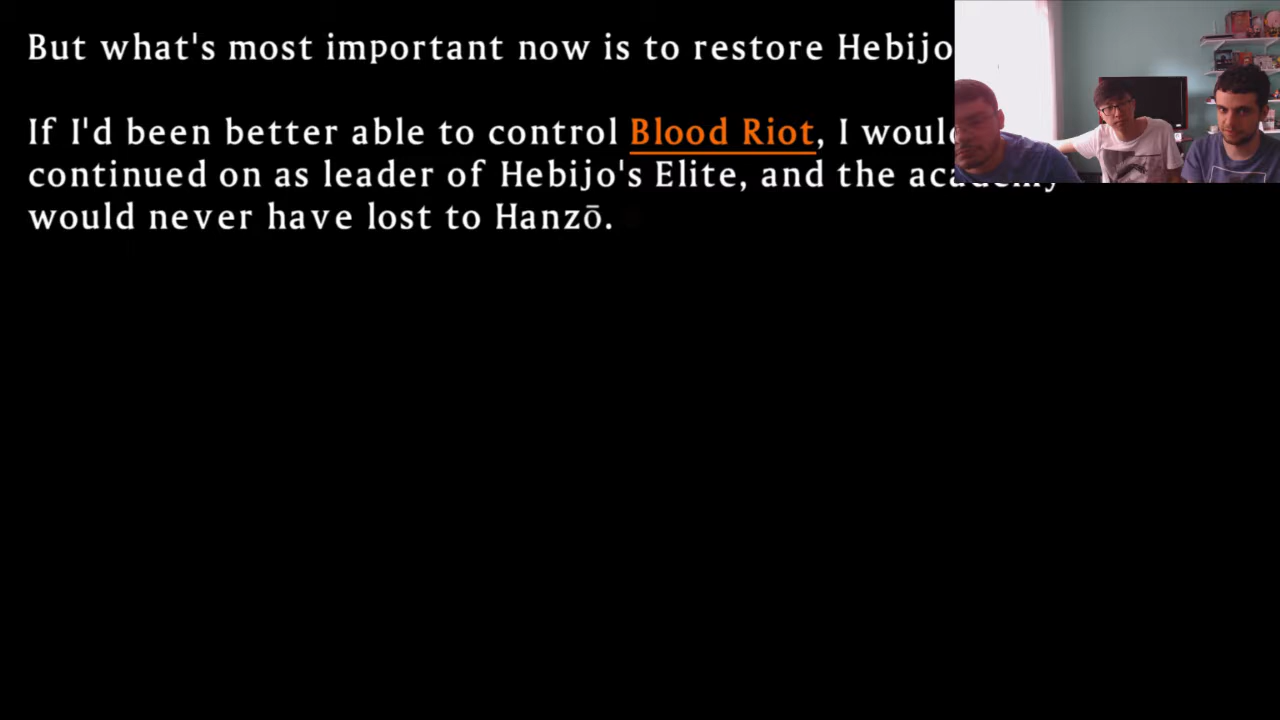 But what's most important now is to restore Hebijo
If I'd been better able to control Blood Riot, I
continued on as leader of Hebijo's Elite, and the
would never have lost to Hanzō.